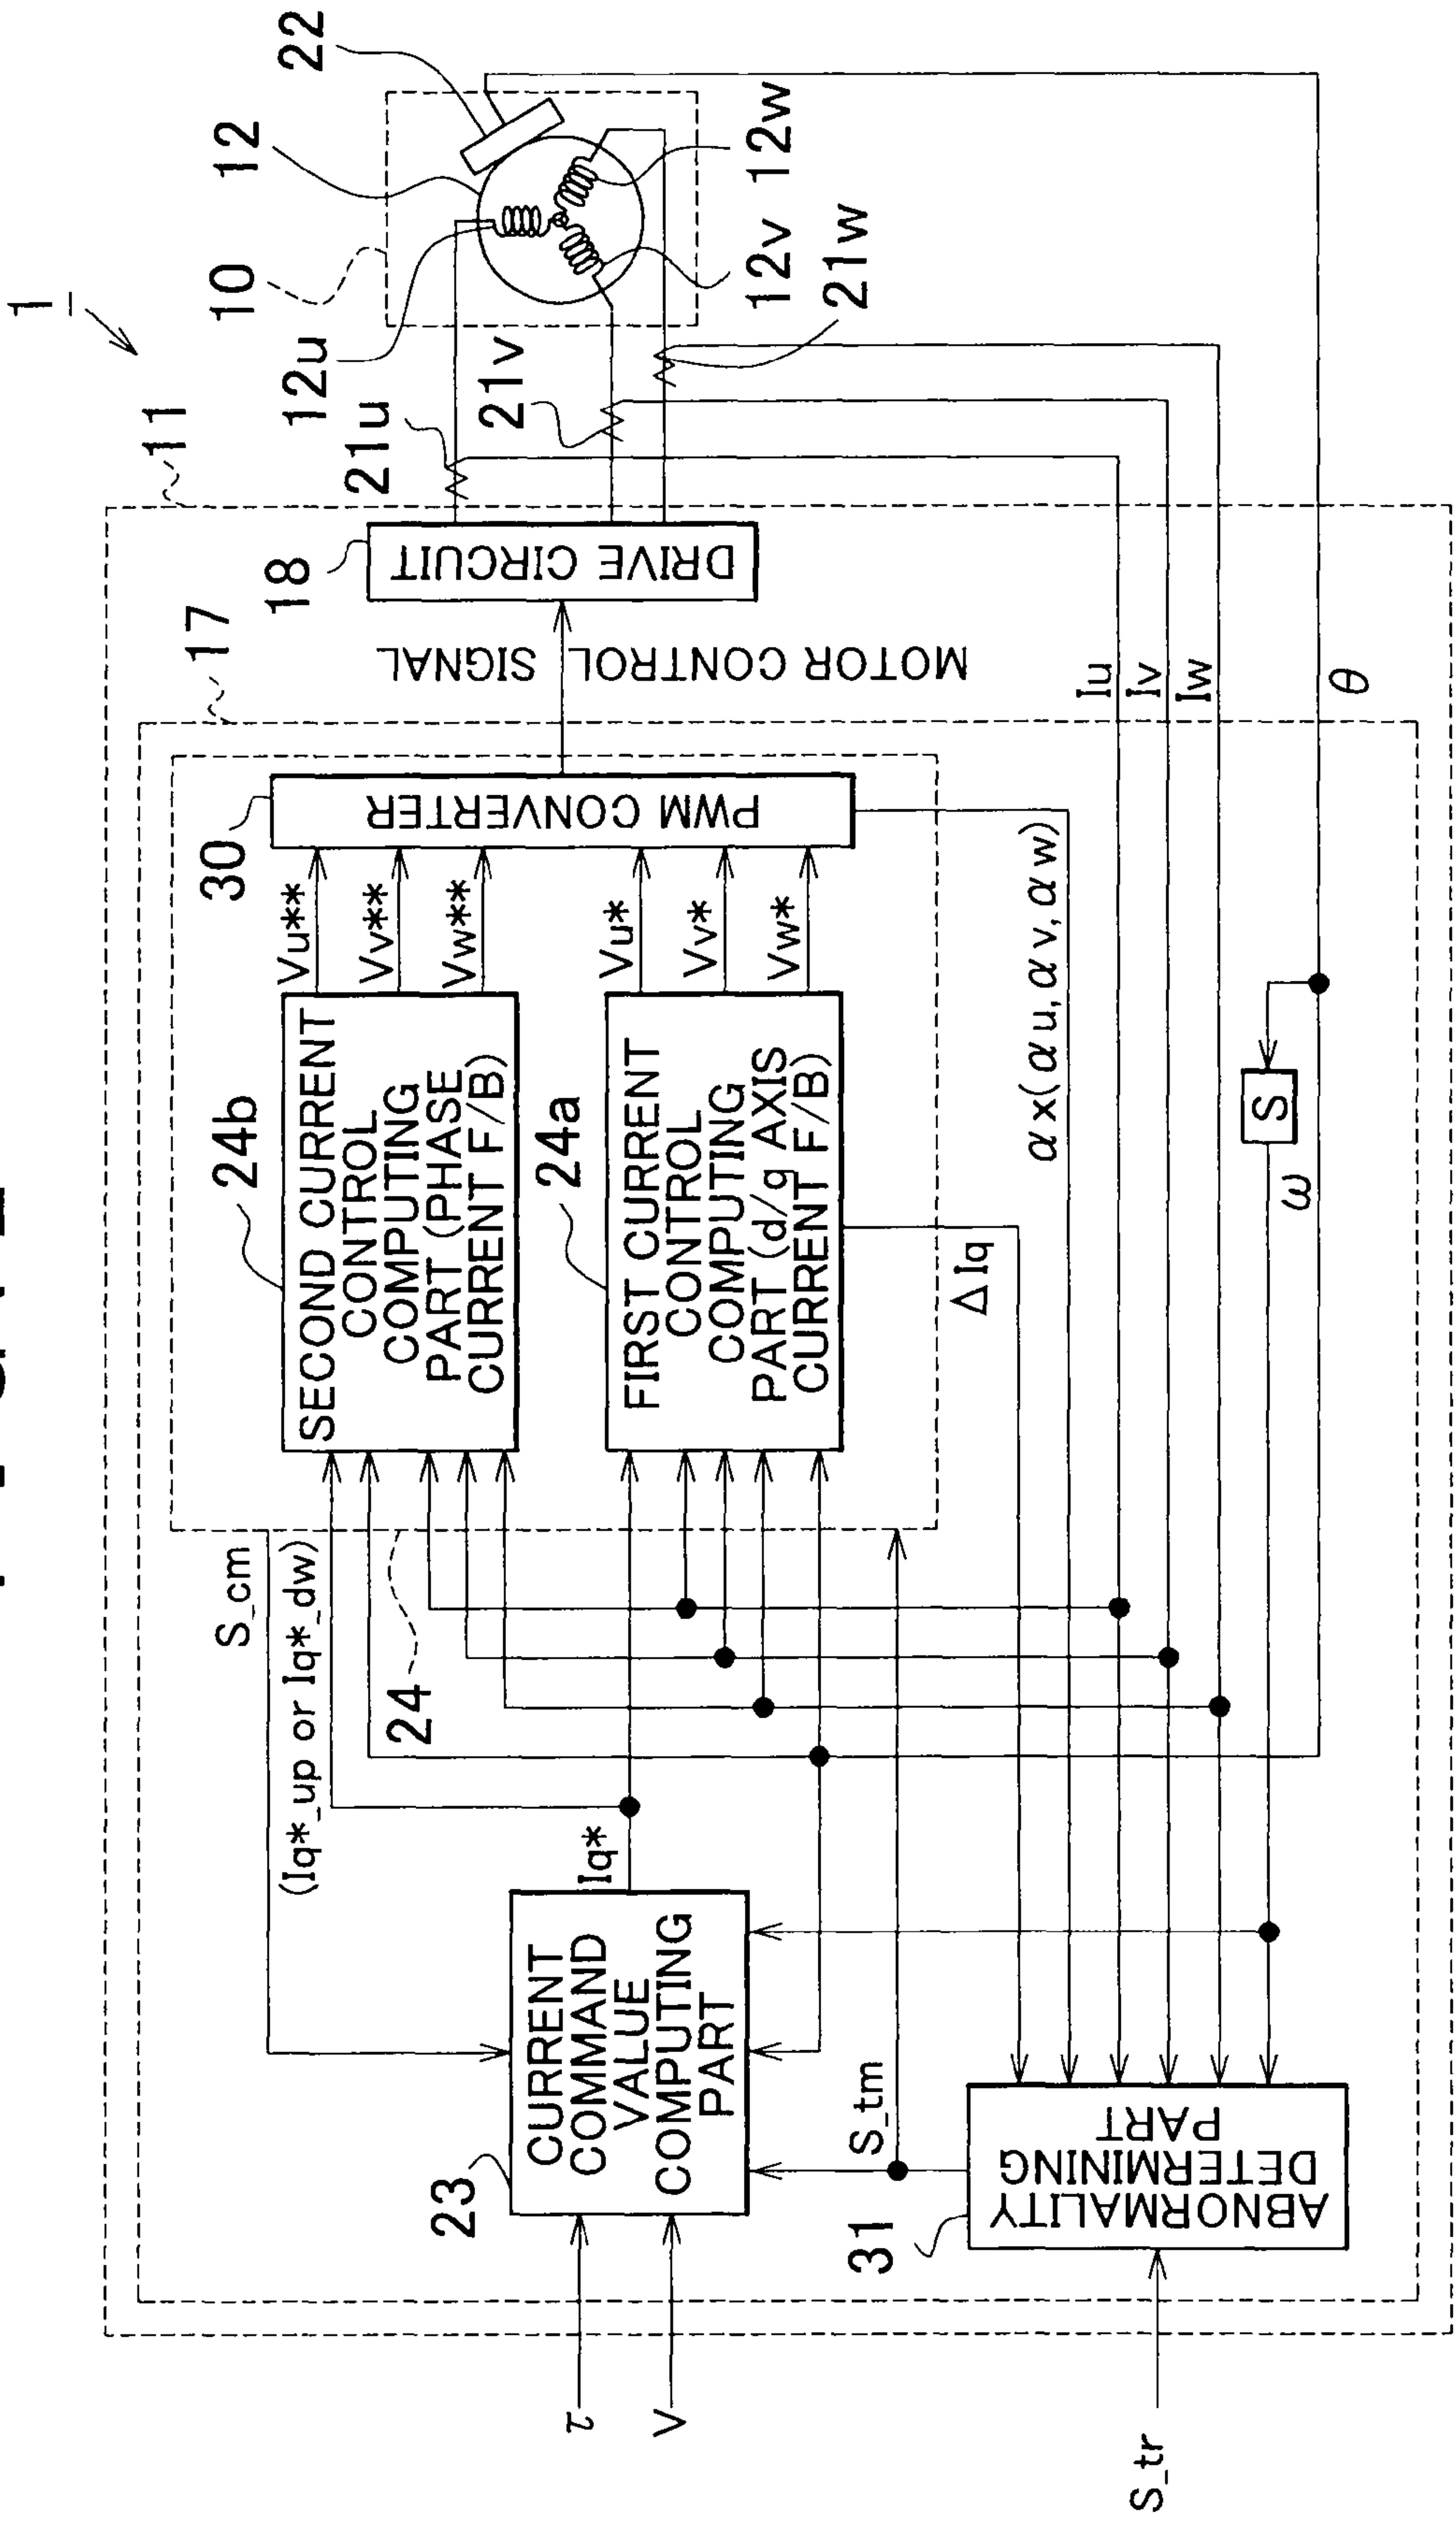 1
11
17
10
12
22
12u
21u
21v
12v
12w
21w
18
DRIVE CIRCUIT
MOTOR CONTROL SIGNAL
30
PWM CONVERTER
Vu**
Vv**
Vw**
Vu*
Vv*
Vw*
24b
SECOND CURRENT
CONTROL
COMPUTING
PART (PHASE
CURRENT F/B)
24a
FIRST CURRENT
CONTROL
COMPUTING
PART (d/q AXIS
CURRENT F/B)
24
S_cm
(Iq*_up or Iq*_dw)
Iq*
23
CURRENT
COMMAND
VALUE
COMPUTING
PART
τ
V
S_tm
31
ABNORMALITY
DETERMINING
PART
S_tr
ΔIq
αx(αu, αv, αw)
Iu
Iv
Iw
θ
S
ω